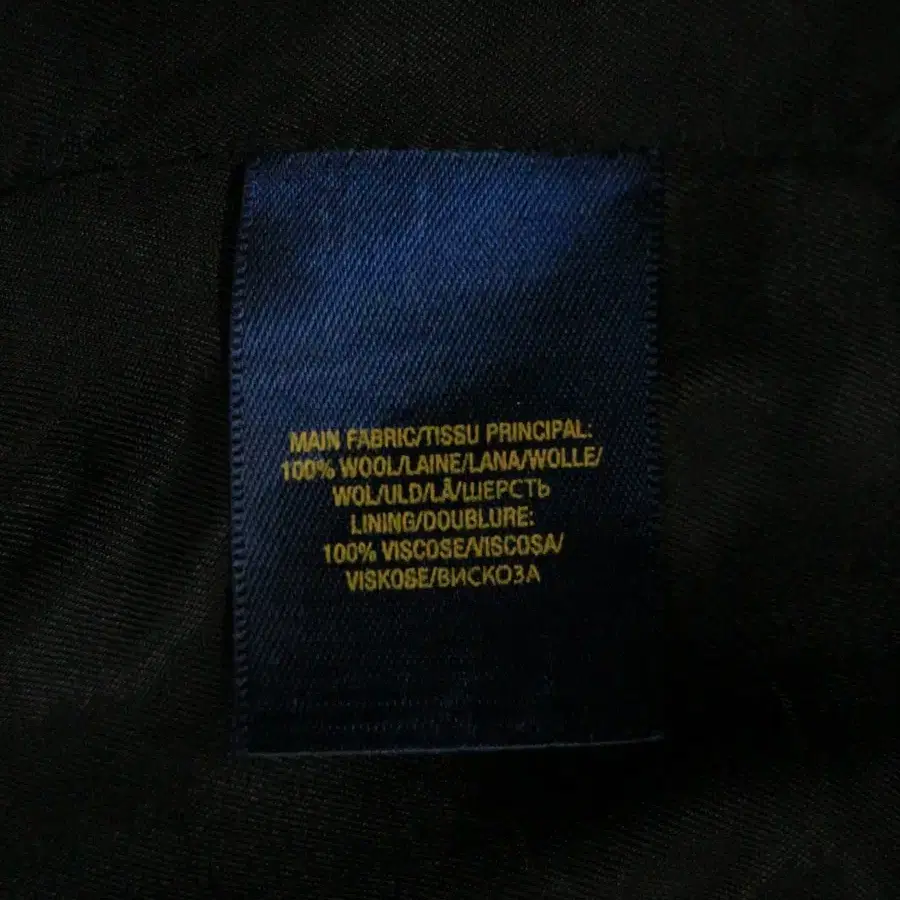 MAIN FABRIC/TISSU PRINCIPAL:
100% WOOL/LAINE/LANA/WOLLE/
WOL/ULD/LÅ/ШЕРСТЬ
LINING/DOUBLURE:
100% VISCOSE/VISCOSA/
VISKOSE/ВИСКОЗА